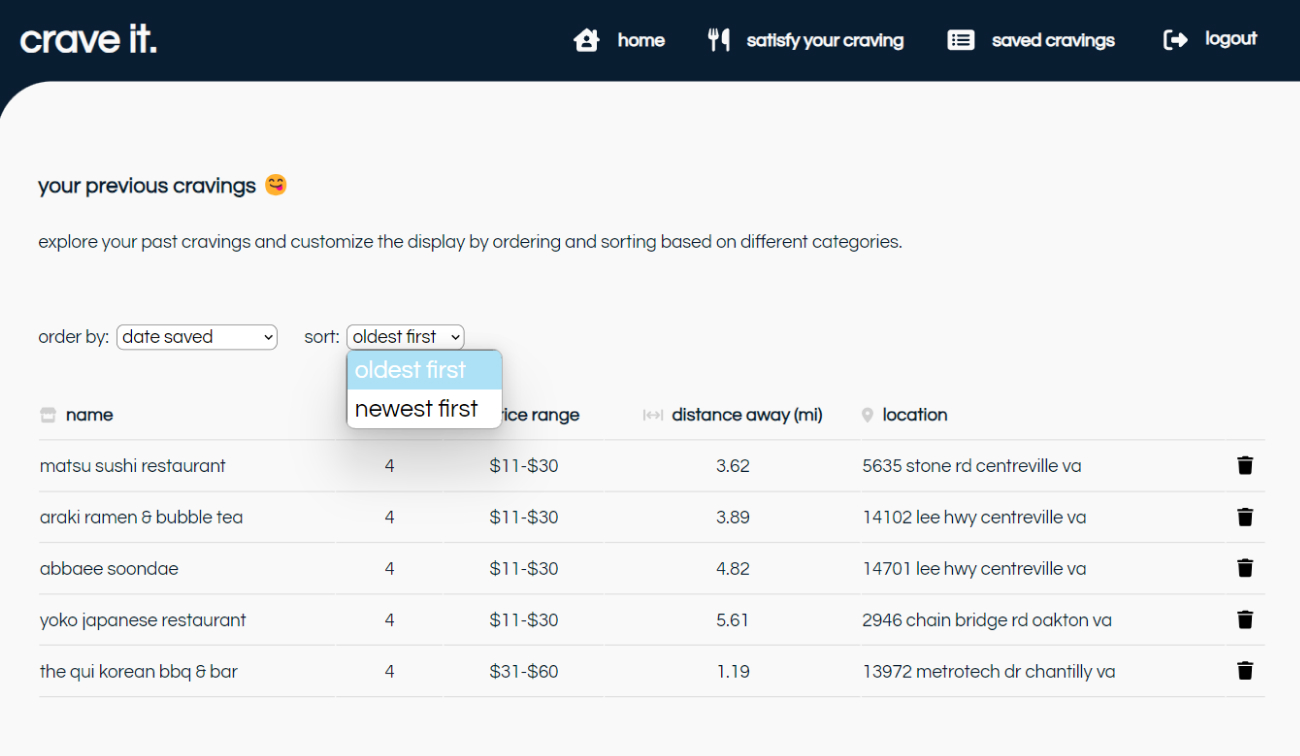 crave it.
home
satisfy your craving
saved cravings
logout
your previous cravings 😋
explore your past cravings and customize the display by ordering and sorting based on different categories.
order by: date saved sort: oldest first
oldest first
newest first
name range distance away (mi) location
matsu sushi restaurant 4 $11-$30 3.62 5635 stone rd centreville va
araki ramen & bubble tea 4 $11-$30 3.89 14102 lee hwy centreville va
abbaee soondae 4 $11-$30 4.82 14701 lee hwy centreville va
yoko japanese restaurant 4 $11-$30 5.61 2946 chain bridge rd oakton va
the qui korean bbq & bar 4 $31-$60 1.19 13972 metrotech dr chantilly va